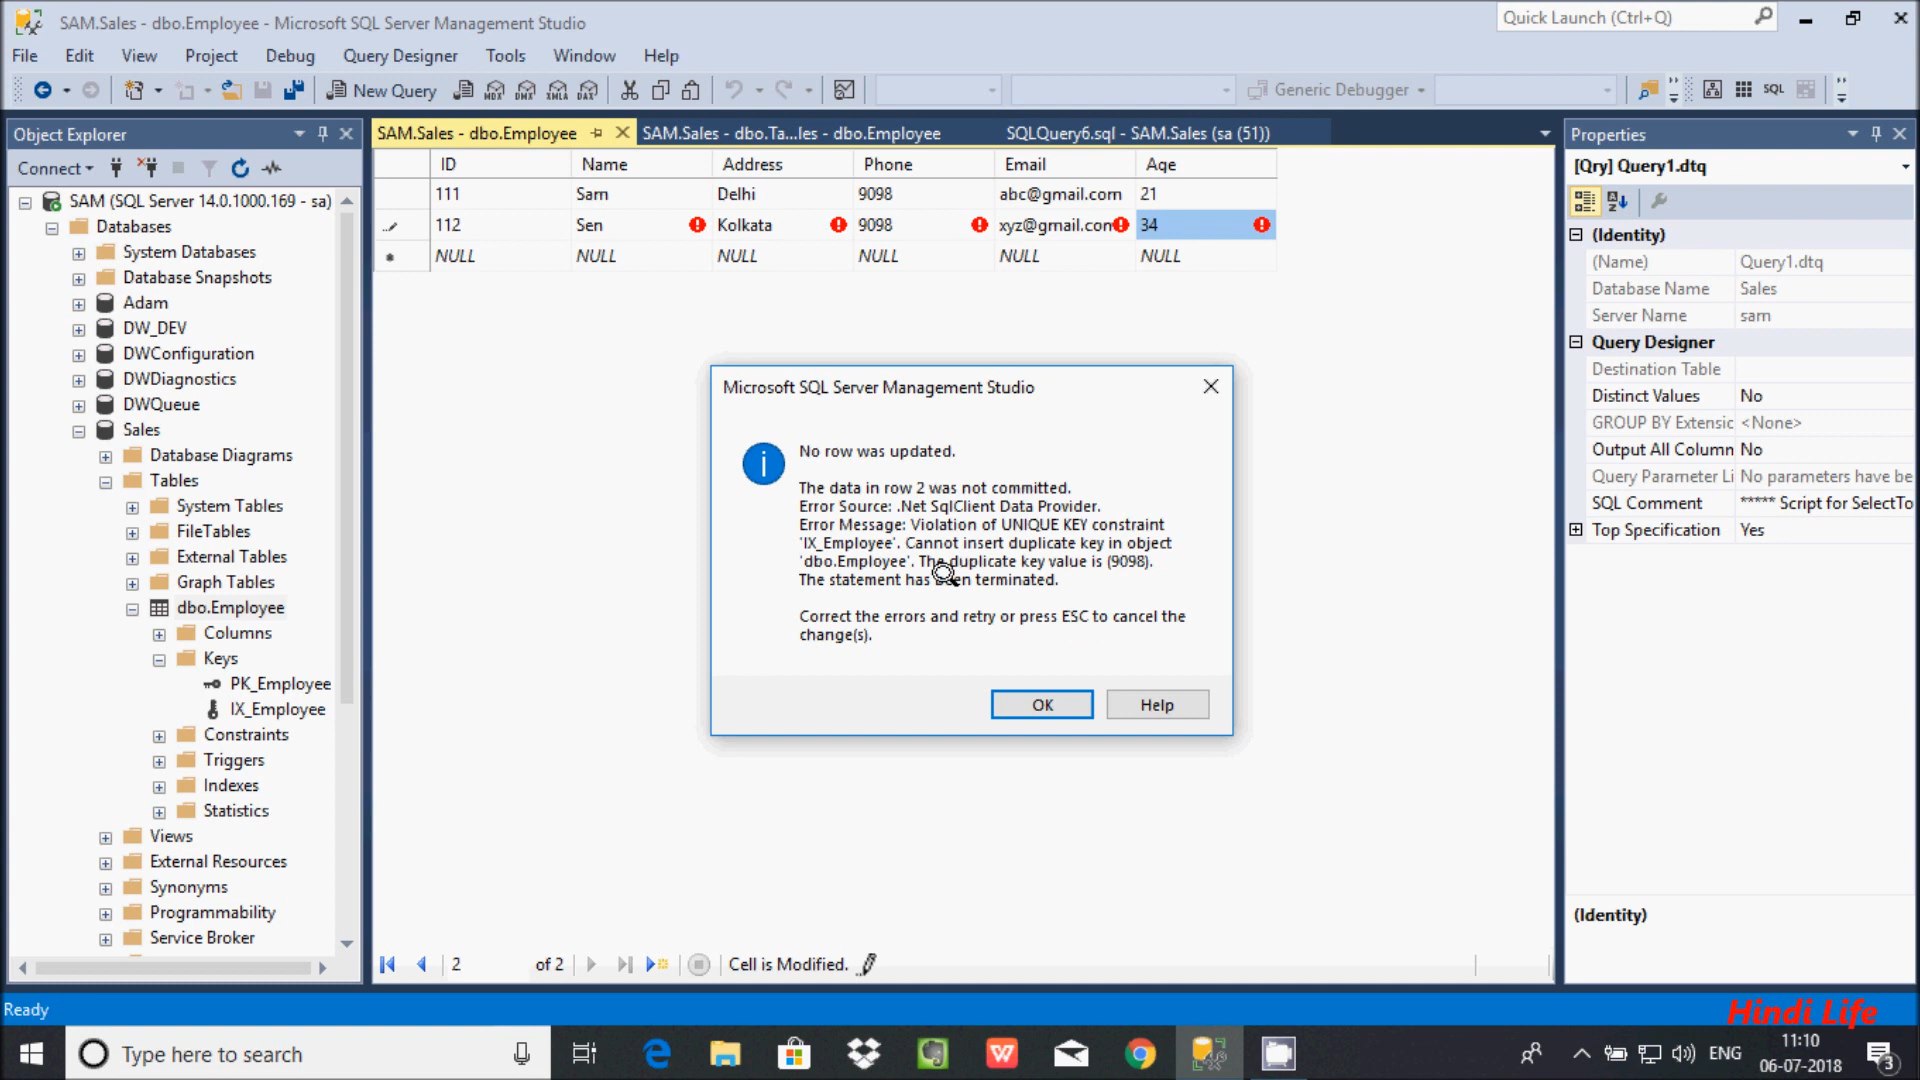 SAM.Sales - dbo.Employee - Microsoft SQL Server Management Studio
Quick Launch (Ctrl+Q)
File Edit View Project Debug Query Designer Tools Window Help
New Query
MDX DMX XMLA DAX
Generic Debugger
SQL
Object Explorer
Connect
SAM (SQL Server 14.0.1000.169 - sa)
Databases
System Databases
Database Snapshots
Adam
DW_DEV
DWConfiguration
DWDiagnostics
DWQueue
Sales
Database Diagrams
Tables
System Tables
FileTables
External Tables
Graph Tables
dbo.Employee
Columns
Keys
PK_Employee
IX_Employee
Constraints
Triggers
Indexes
Statistics
Views
External Resources
Synonyms
Programmability
Service Broker
SAM.Sales - dbo.Employee SAM.Sales - dbo.Ta...les - dbo.Employee SQLQuery6.sql - SAM.Sales (sa (51))
ID Name Address Phone Email Age
111 Sam Delhi 9098 abc@gmail.com 21
112 Sen Kolkata 9098 xyz@gmail.con 34
NULL NULL NULL NULL NULL NULL
Microsoft SQL Server Management Studio
No row was updated.
The data in row 2 was not committed.
Error Source: .Net SqlClient Data Provider.
Error Message: Violation of UNIQUE KEY constraint
'IX_Employee'. Cannot insert duplicate key in object
'dbo.Employee'. The duplicate key value is (9098).
The statement has been terminated.
Correct the errors and retry or press ESC to cancel the
change(s).
OK Help
2 of 2 Cell is Modified.
Properties
[Qry] Query1.dtq
(Identity)
(Name) Query1.dtq
Database Name Sales
Server Name sam
Query Designer
Destination Table
Distinct Values No
GROUP BY Extensic <None>
Output All Column No
Query Parameter Li No parameters have be
SQL Comment ***** Script for SelectTo
Top Specification Yes
(Identity)
Ready
Hindi Life
Type here to search
ENG
11:10
06-07-2018
3